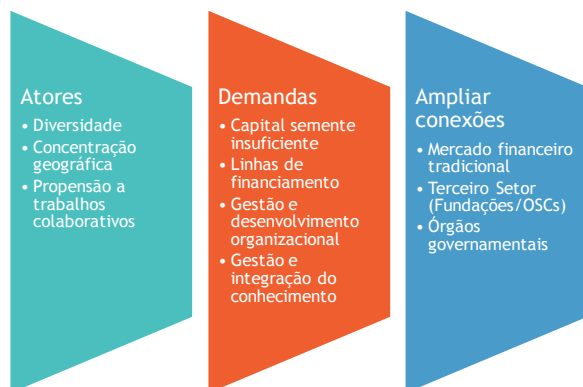 Atores
• Diversidade
• Concentração
geográfica
• Propensão a
trabalhos
colaborativos
Demandas
• Capital semente
insuficiente
• Linhas de
financiamento
• Gestão e
desenvolvimento
organizacional
• Gestão e
integração do
conhecimento
Ampliar
conexões
• Mercado financeiro
tradicional
• Terceiro Setor
(Fundações/OSCs)
• Órgãos
governamentais